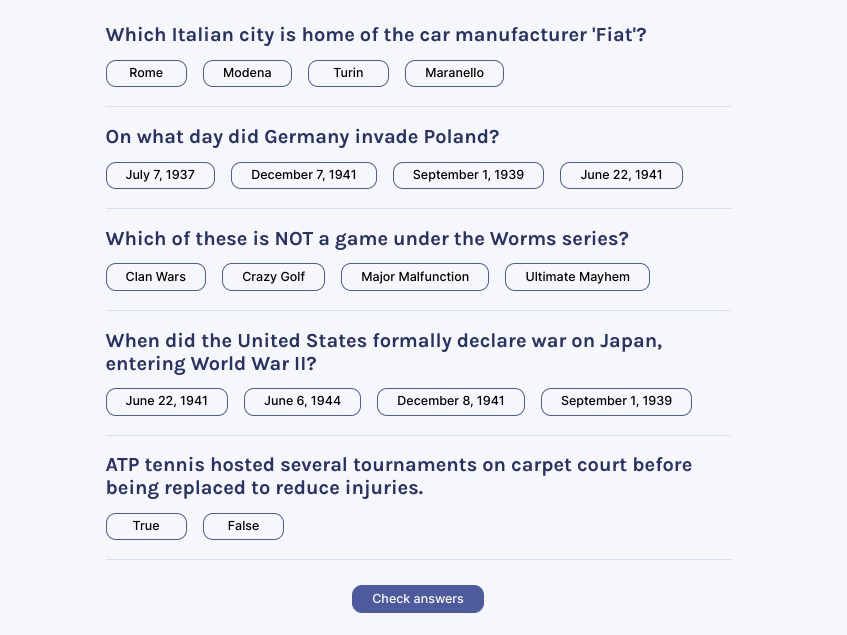 Which Italian city is home of the car manufacturer 'Fiat'?
Rome Modena Turin Maranello
On what day did Germany invade Poland?
July 7, 1937 December 7, 1941 September 1, 1939 June 22, 1941
Which of these is NOT a game under the Worms series?
Clan Wars Crazy Golf Major Malfunction Ultimate Mayhem
When did the United States formally declare war on Japan,
entering World War II?
June 22, 1941 June 6, 1944 December 8, 1941 September 1, 1939
ATP tennis hosted several tournaments on carpet court before
being replaced to reduce injuries.
True False
Check answers